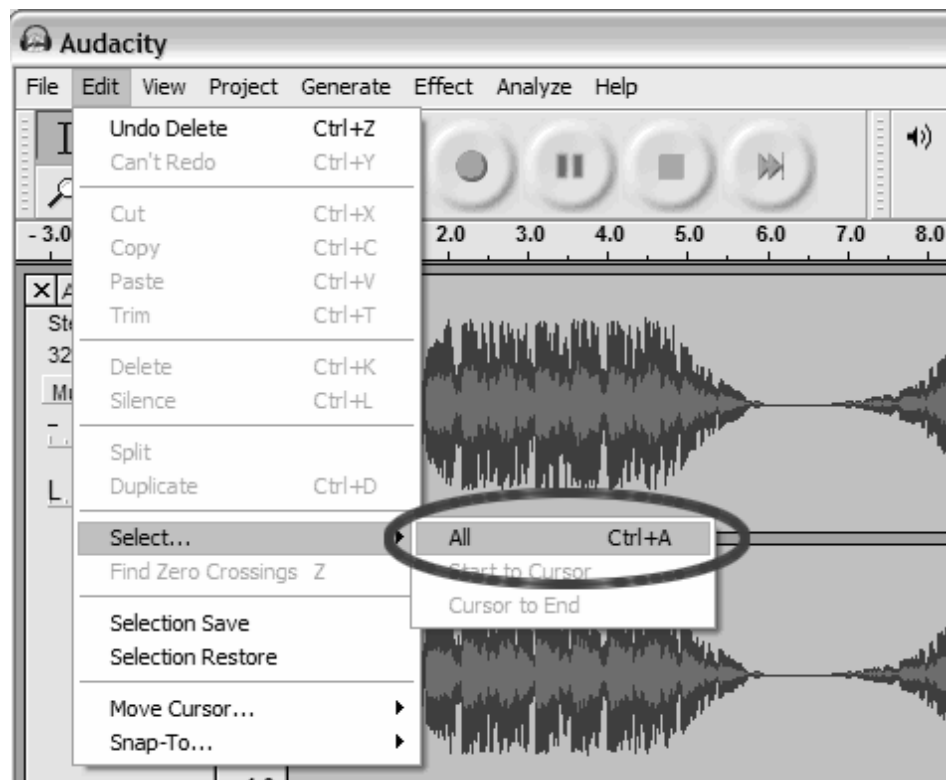 Audacity
File Edit View Project Generate Effect Analyze Help
Undo Delete Ctrl+Z
Can't Redo Ctrl+Y
Cut Ctrl+X
Copy Ctrl+C
Paste Ctrl+V
Trim Ctrl+T
Delete Ctrl+K
Silence Ctrl+L
Split
Duplicate Ctrl+D
Select...
Find Zero Crossings Z
Selection Save
Selection Restore
Move Cursor...
Snap-To...
All Ctrl+A
Start to Cursor
Cursor to End
- 3.0 2.0 3.0 4.0 5.0 6.0 7.0 8.0
32
L